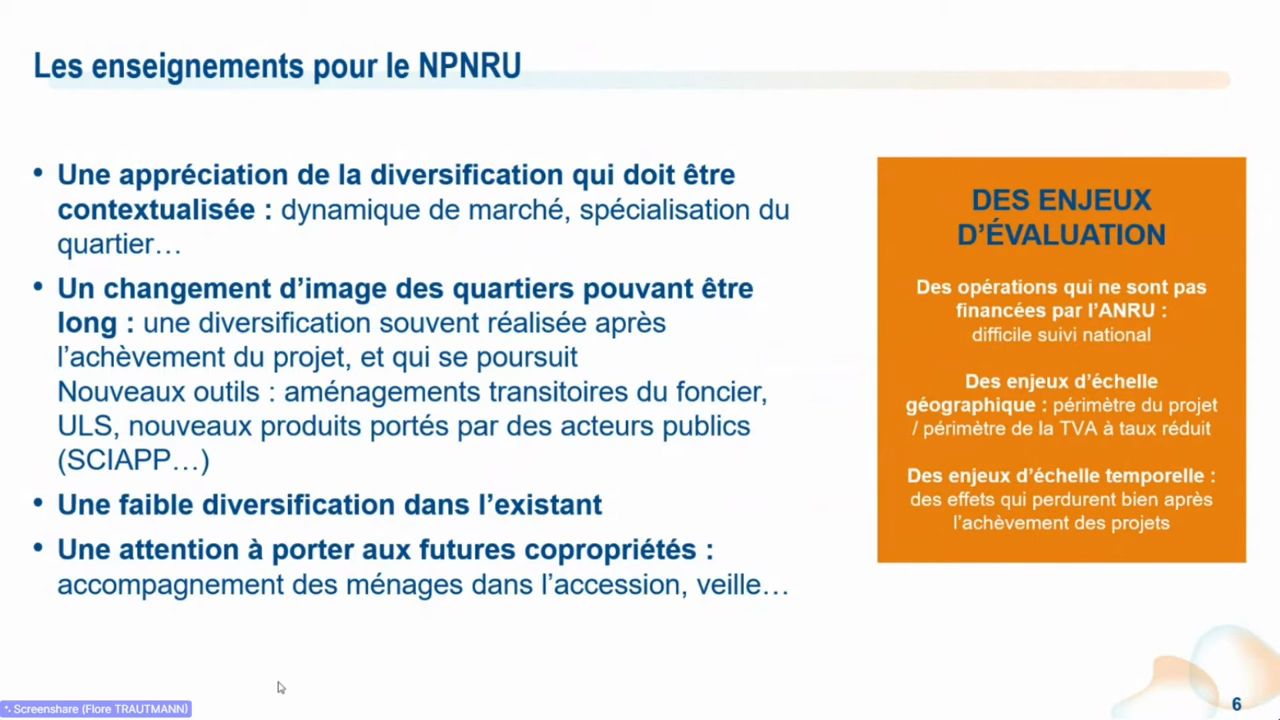 Les enseignements pour le NPNRU
• Une appréciation de la diversification qui doit être
contextualisée : dynamique de marché, spécialisation du
quartier…
• Un changement d’image des quartiers pouvant être
long : une diversification souvent réalisée après
l’achèvement du projet, et qui se poursuit
Nouveaux outils : aménagements transitoires du foncier,
ULS, nouveaux produits portés par des acteurs publics
(SCIAPP…)
• Une faible diversification dans l’existant
• Une attention à porter aux futures copropriétés :
accompagnement des ménages dans l’accession, veille…
DES ENJEUX
D’ÉVALUATION
Des opérations qui ne sont pas
financées par l’ANRU :
difficile suivi national
Des enjeux d’échelle
géographique : périmètre du projet
/ périmètre de la TVA à taux réduit
Des enjeux d’échelle temporelle :
des effets qui perdurent bien après
l’achèvement des projets
Screenshare (Flore TRAUTMANN)
6